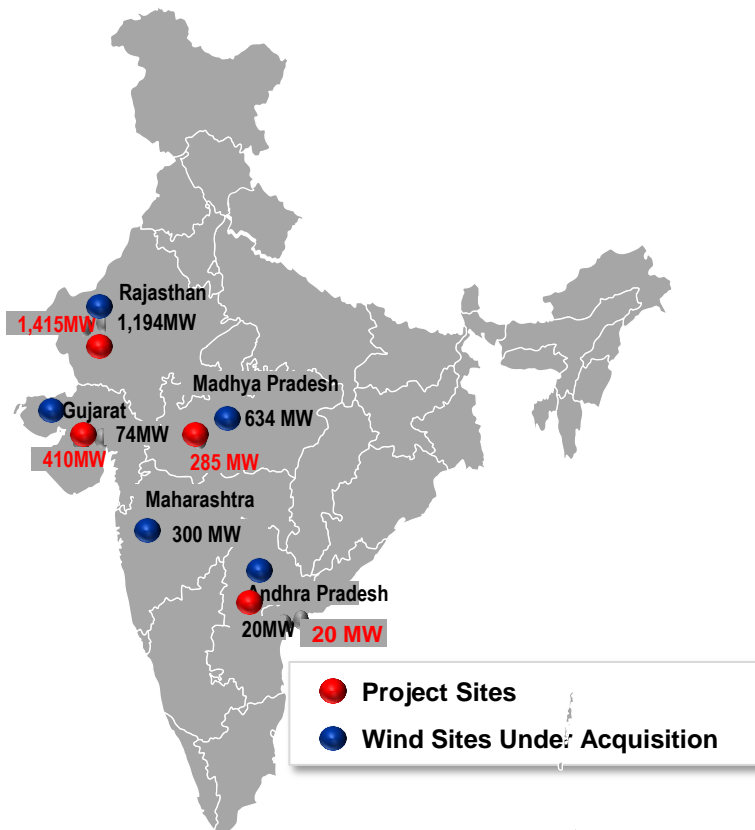 Rajasthan
1,415MW 1,194MW
Madhya Pradesh
Gujarat 634 MW
74MW
410MW 285 MW
Maharashtra
300 MW
Andhra Pradesh
20MW 20 MW
Project Sites
Wind Sites Under Acquisition